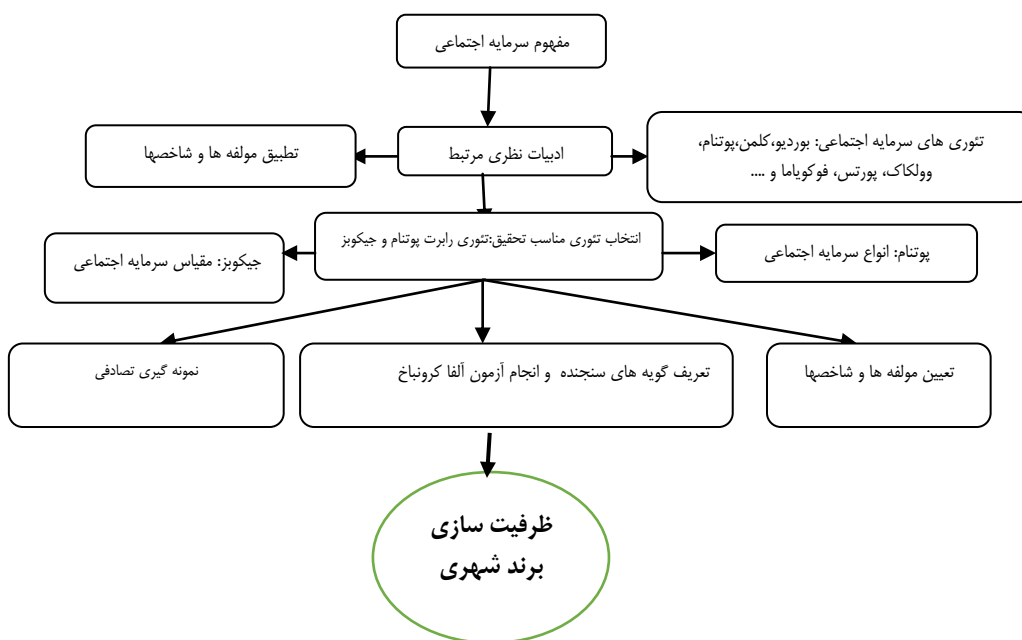 مفهوم سرمایه اجتماعی
تئوری های سرمایه اجتماعی: بوردیو،کلمن،پوتنام،
وولکاک، پورتس، فوکویاما و ....
ادبیات نظری مرتبط
تطبیق مولفه ها و شاخصها
پوتنام: انواع سرمایه اجتماعی
انتخاب تئوری مناسب تحقیق:تئوری رابرت پوتنام و جیکوبز
جیکوبز: مقیاس سرمایه اجتماعی
تعیین مولفه ها و شاخصها
تعریف گویه های سنجنده و انجام آزمون آلفا کرونباخ
نمونه گیری تصادفی
ظرفیت سازی
برند شهری